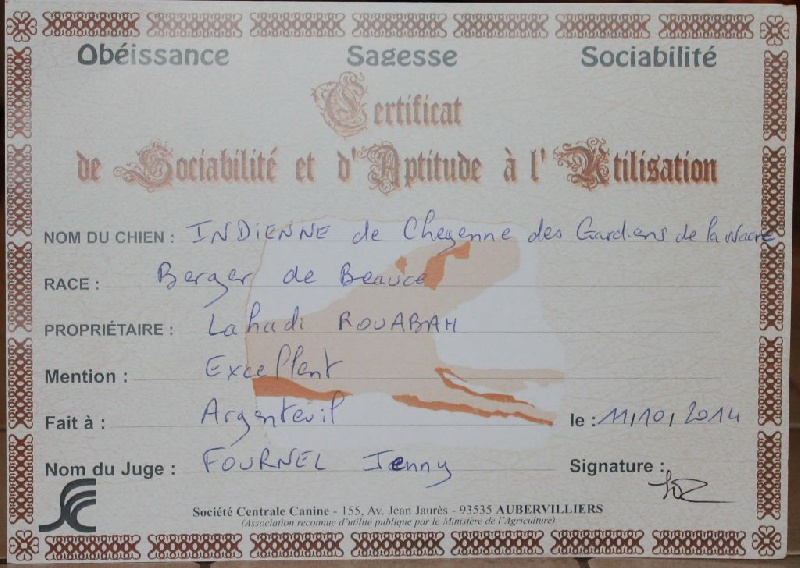 Obéissance Sagesse Sociabilité
Certificat
de Sociabilité et d'Aptitude à l'Utilisation
NOM DU CHIEN : INDIENNE de Cheyenne des Gardiens de la Nacre
RACE : Berger de Beauce
PROPRIÉTAIRE : Lahadi ROUABAH
Mention : Excellent
Fait à : Argenteuil le : 11/10/2014
Nom du Juge : FOURNEL Jenny Signature :
Société Centrale Canine - 155, Av. Jean Jaurès - 93535 AUBERVILLIERS
(Association reconnue d'utilité publique par le Ministère de l'Agriculture)